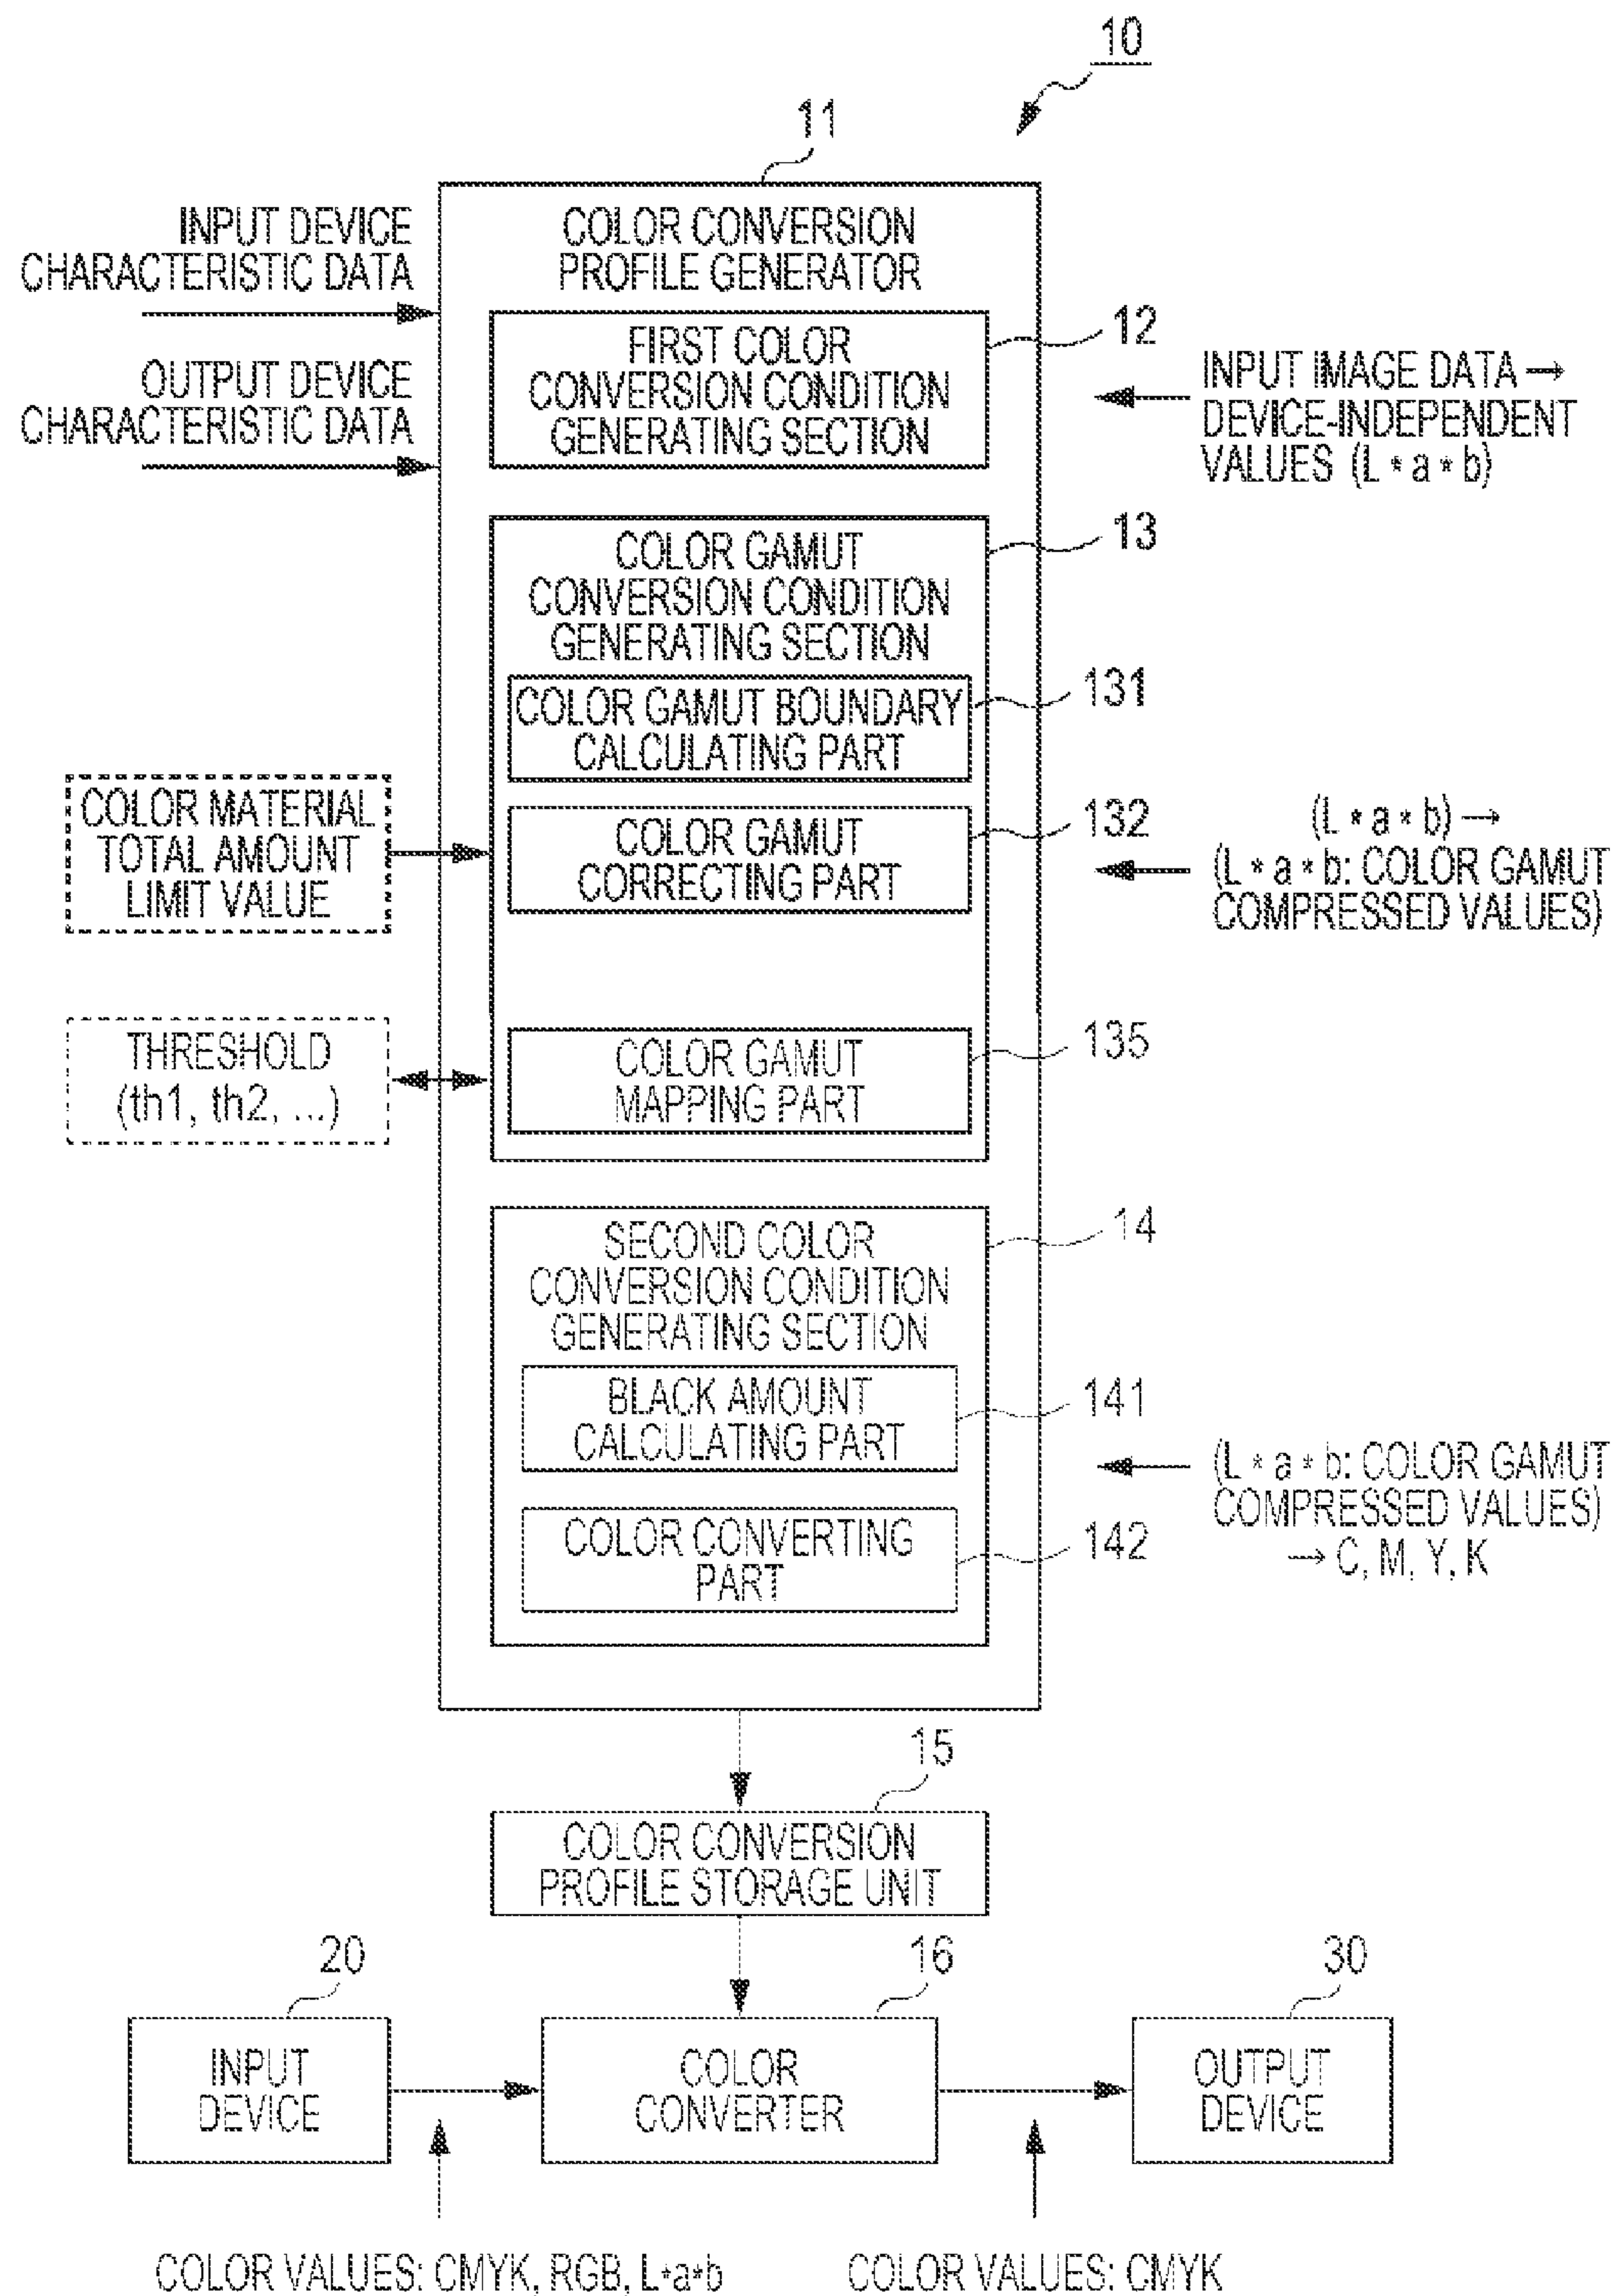 10
11
INPUT DEVICE
CHARACTERISTIC DATA
OUTPUT DEVICE
CHARACTERISTIC DATA
COLOR CONVERSION
PROFILE GENERATOR
FIRST COLOR
CONVERSION CONDITION
GENERATING SECTION
12
INPUT IMAGE DATA →
DEVICE-INDEPENDENT
VALUES (L * a * b)
COLOR GAMUT
CONVERSION CONDITION
GENERATING SECTION
13
COLOR GAMUT BOUNDARY
CALCULATING PART
131
COLOR MATERIAL
TOTAL AMOUNT
LIMIT VALUE
COLOR GAMUT
CORRECTING PART
132
(L * a * b) →
(L * a * b: COLOR GAMUT
COMPRESSED VALUES)
THRESHOLD
(th1, th2, ...)
COLOR GAMUT
MAPPING PART
135
SECOND COLOR
CONVERSION CONDITION
GENERATING SECTION
14
BLACK AMOUNT
CALCULATING PART
141
COLOR CONVERTING
PART
142
(L * a * b: COLOR GAMUT
COMPRESSED VALUES)
→ C, M, Y, K
15
COLOR CONVERSION
PROFILE STORAGE UNIT
20
16
30
INPUT
DEVICE
COLOR
CONVERTER
OUTPUT
DEVICE
COLOR VALUES: CMYK, RGB, L*a*b
COLOR VALUES: CMYK